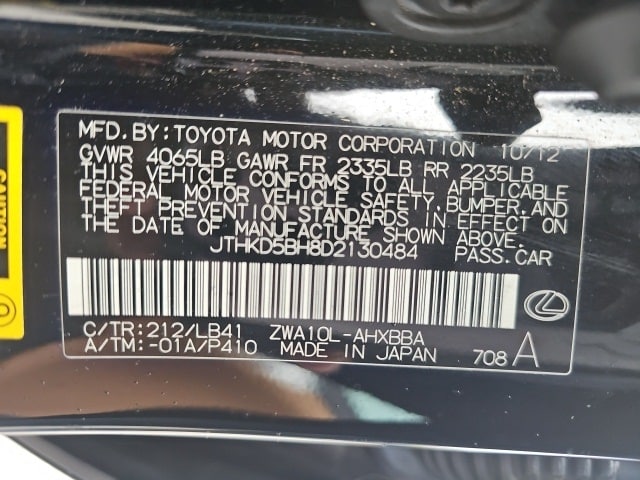 MFD. BY: TOYOTA MOTOR CORPORATION 10/12
GVWR 4065LB GAWR FR 2335LB RR 2235LB
THIS VEHICLE CONFORMS TO ALL APPLICABLE
FEDERAL MOTOR VEHICLE SAFETY, BUMPER, AND
THEFT PREVENTION STANDARDS IN EFFECT ON
THE DATE OF MANUFACTURE SHOWN ABOVE.
JTHKD5BH8D2130484 PASS. CAR
C/TR: 212/LB41 ZWA10L-AHXBBA
A/TM: -01A/P410 MADE IN JAPAN 708 A
CAUTION